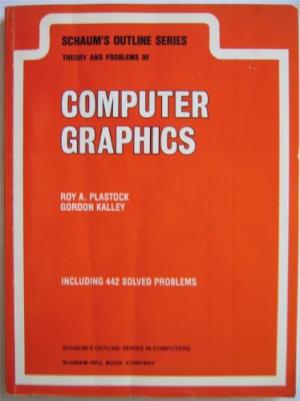 SCHAUM'S OUTLINE SERIES
THEORY AND PROBLEMS OF
COMPUTER
GRAPHICS
ROY A. PLASTOCK
GORDON KALLEY
INCLUDING 442 SOLVED PROBLEMS
SCHAUM'S OUTLINE SERIES IN COMPUTERS
McGRAW-HILL BOOK COMPANY